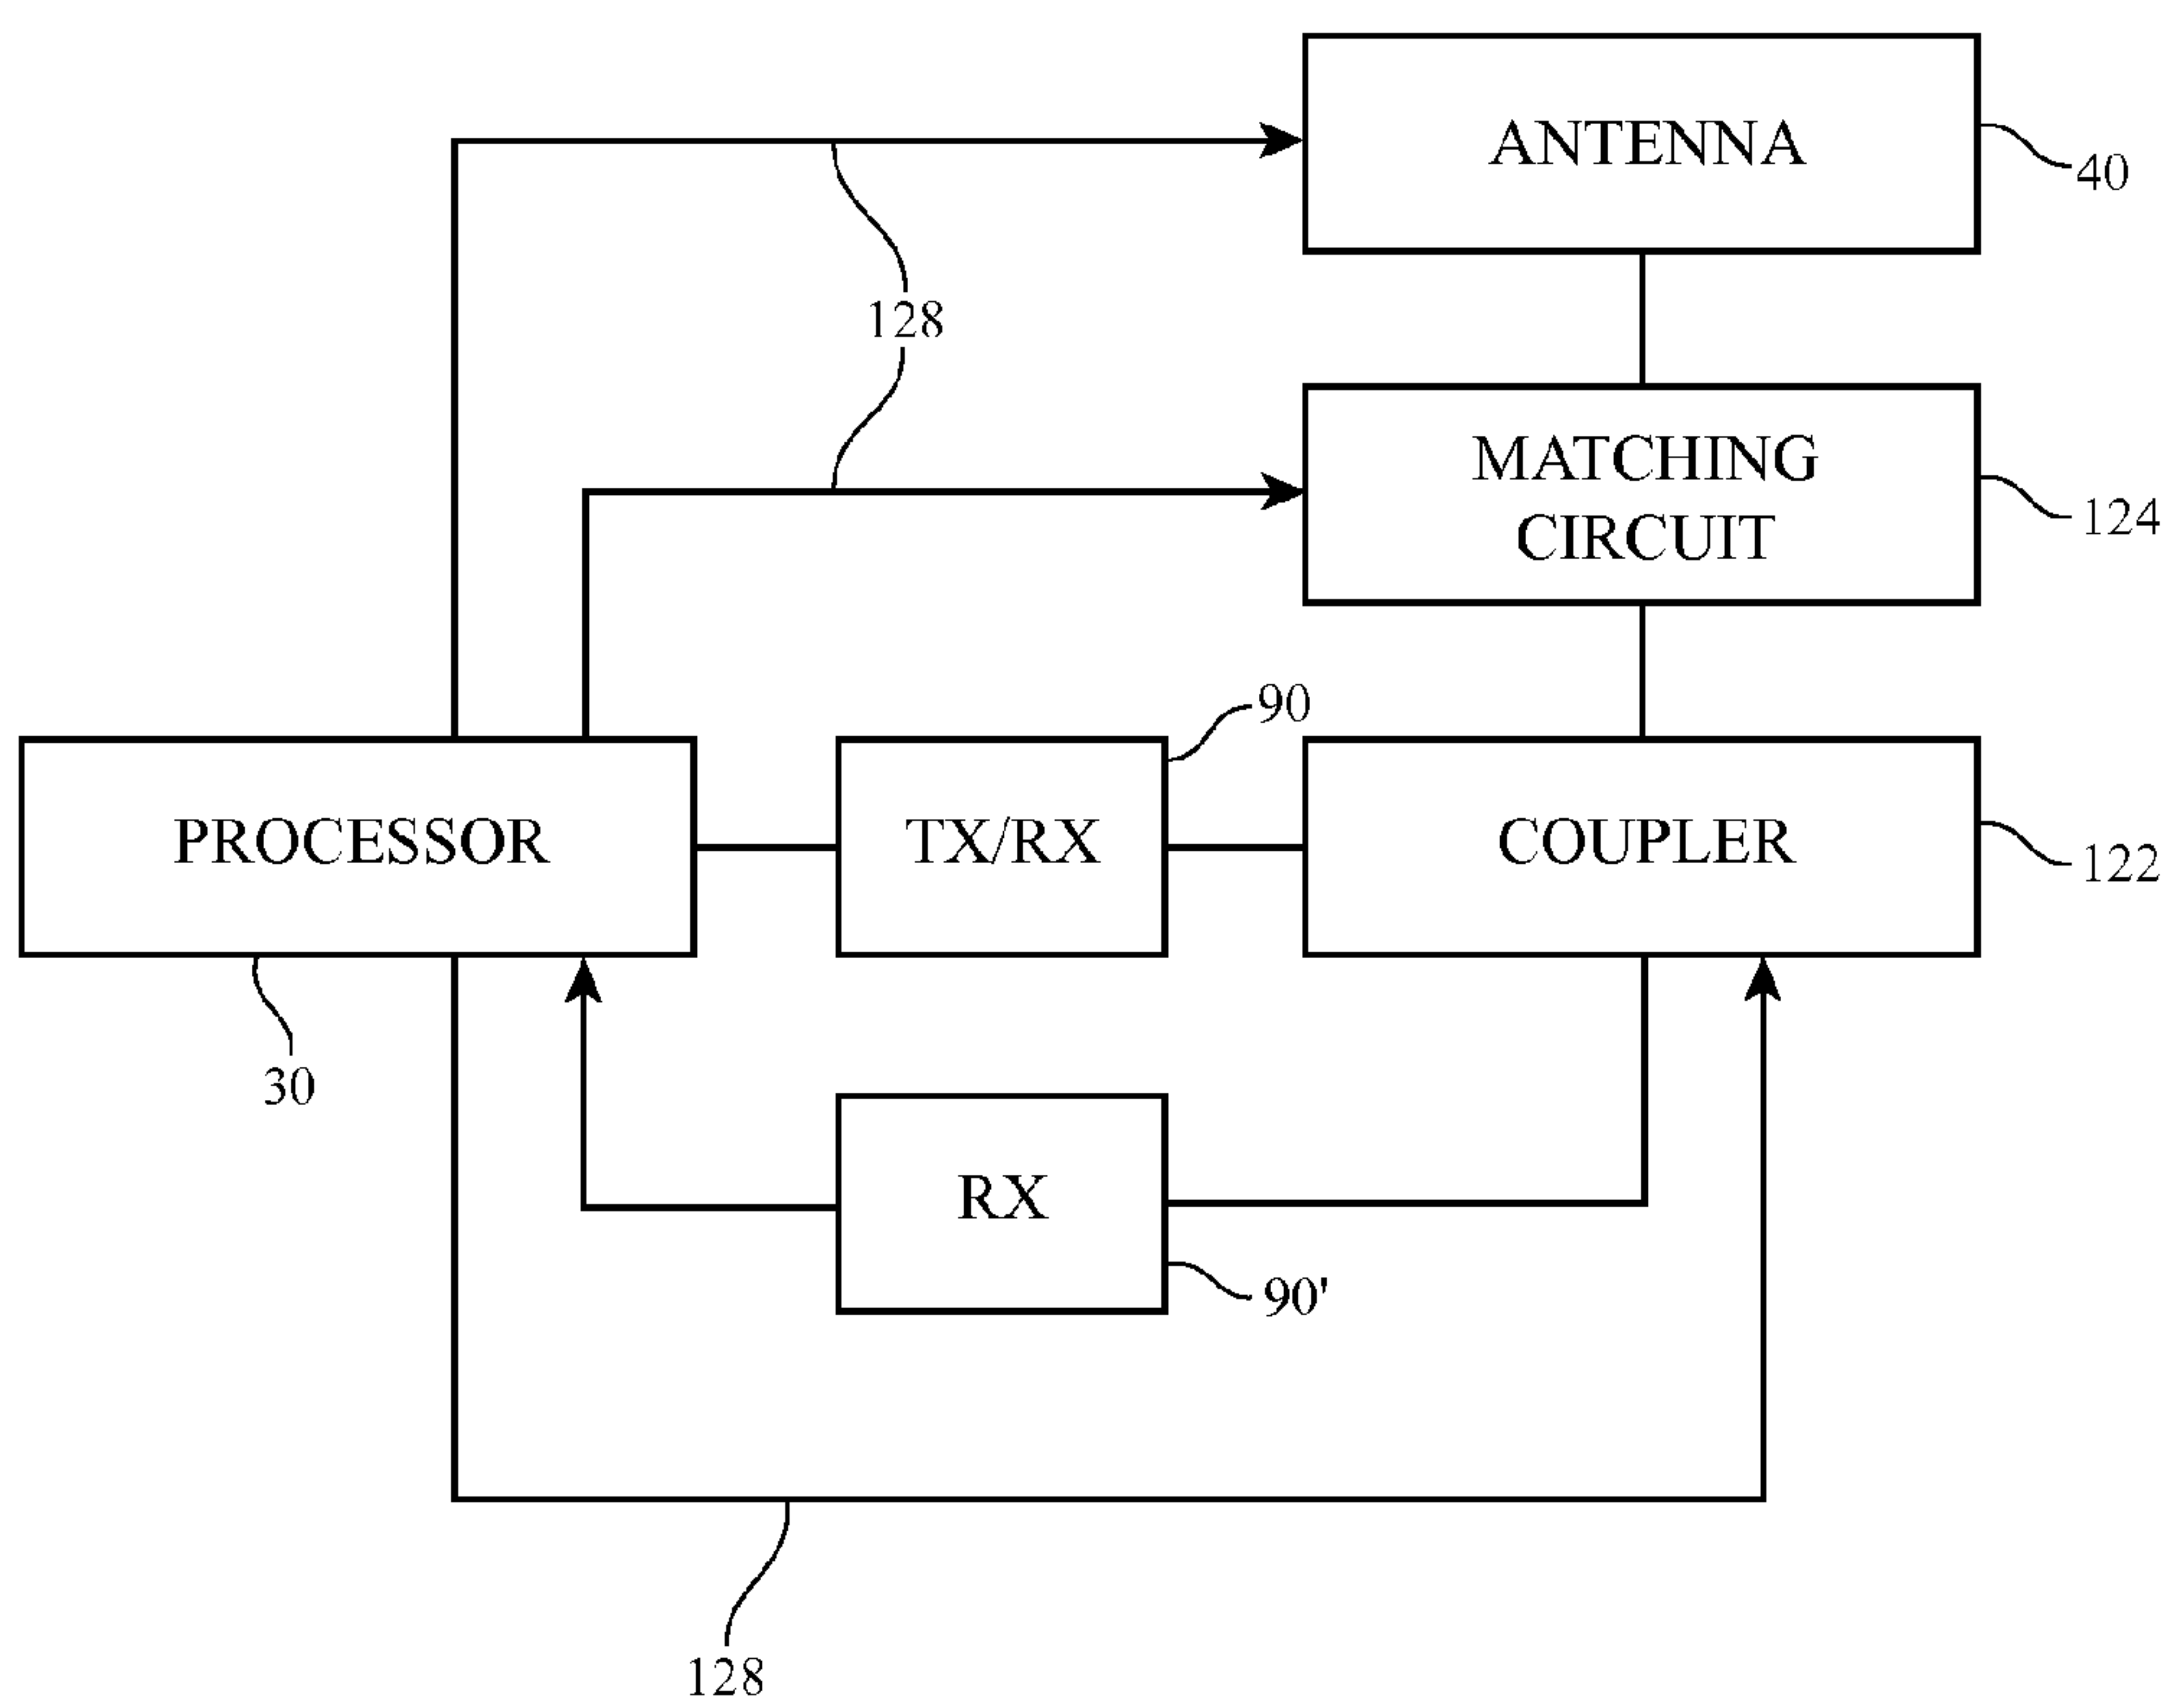 ANTENNA
40
128
MATCHING
CIRCUIT
124
90
PROCESSOR
TX/RX
COUPLER
122
30
RX
90'
128